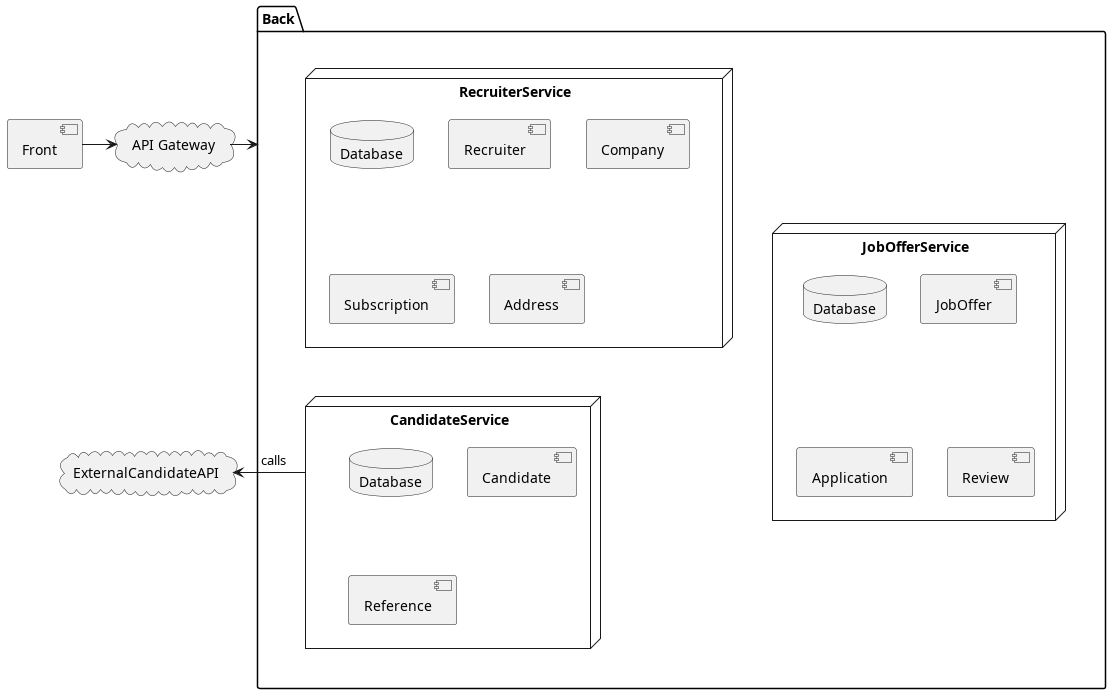 Back
RecruiterService
Database
Recruiter
Company
Subscription
Address
Front
API Gateway
JobOfferService
Database
JobOffer
Application
Review
CandidateService
Database
Candidate
Reference
calls
ExternalCandidateAPI